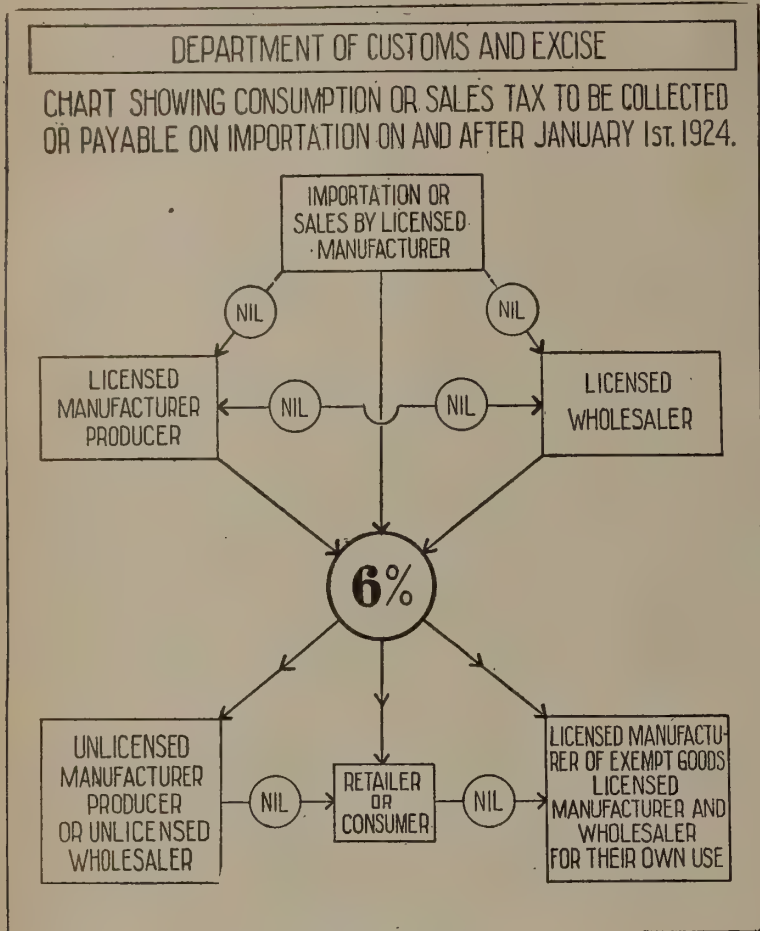 DEPARTMENT OF CUSTOMS AND EXCISE
CHART SHOWING CONSUMPTION OR SALES TAX TO BE COLLECTED
OR PAYABLE ON IMPORTATION ON AND AFTER JANUARY 1ST. 1924.
IMPORTATION OR
SALES BY LICENSED
MANUFACTURER
NIL
NIL
LICENSED
MANUFACTURER
PRODUCER
NIL
NIL
LICENSED
WHOLESALER
6%
UNLICENSED
MANUFACTURER
PRODUCER
OR UNLICENSED
WHOLESALER
NIL
RETAILER
OR
CONSUMER
NIL
LICENSED MANUFACTU-
RER OF EXEMPT GOODS
LICENSED
MANUFACTURER AND
WHOLESALER
FOR THEIR OWN USE